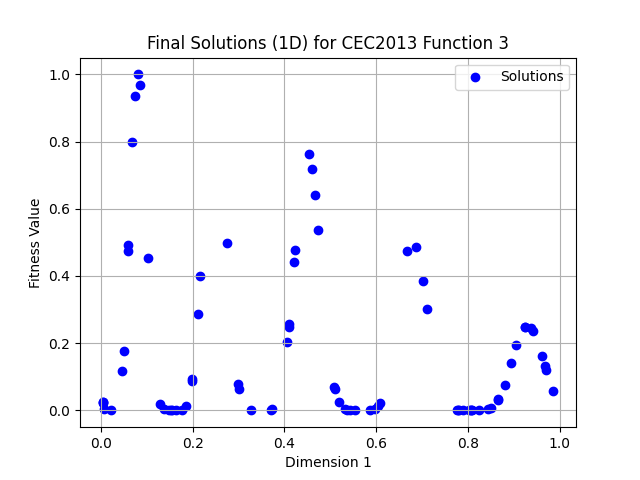 Final Solutions (1D) for CEC2013 Function 3
Solutions
1.0
0.8
0.6
0.4
0.2
0.0
Fitness Value
0.0 0.2 0.4 0.6 0.8 1.0
Dimension 1